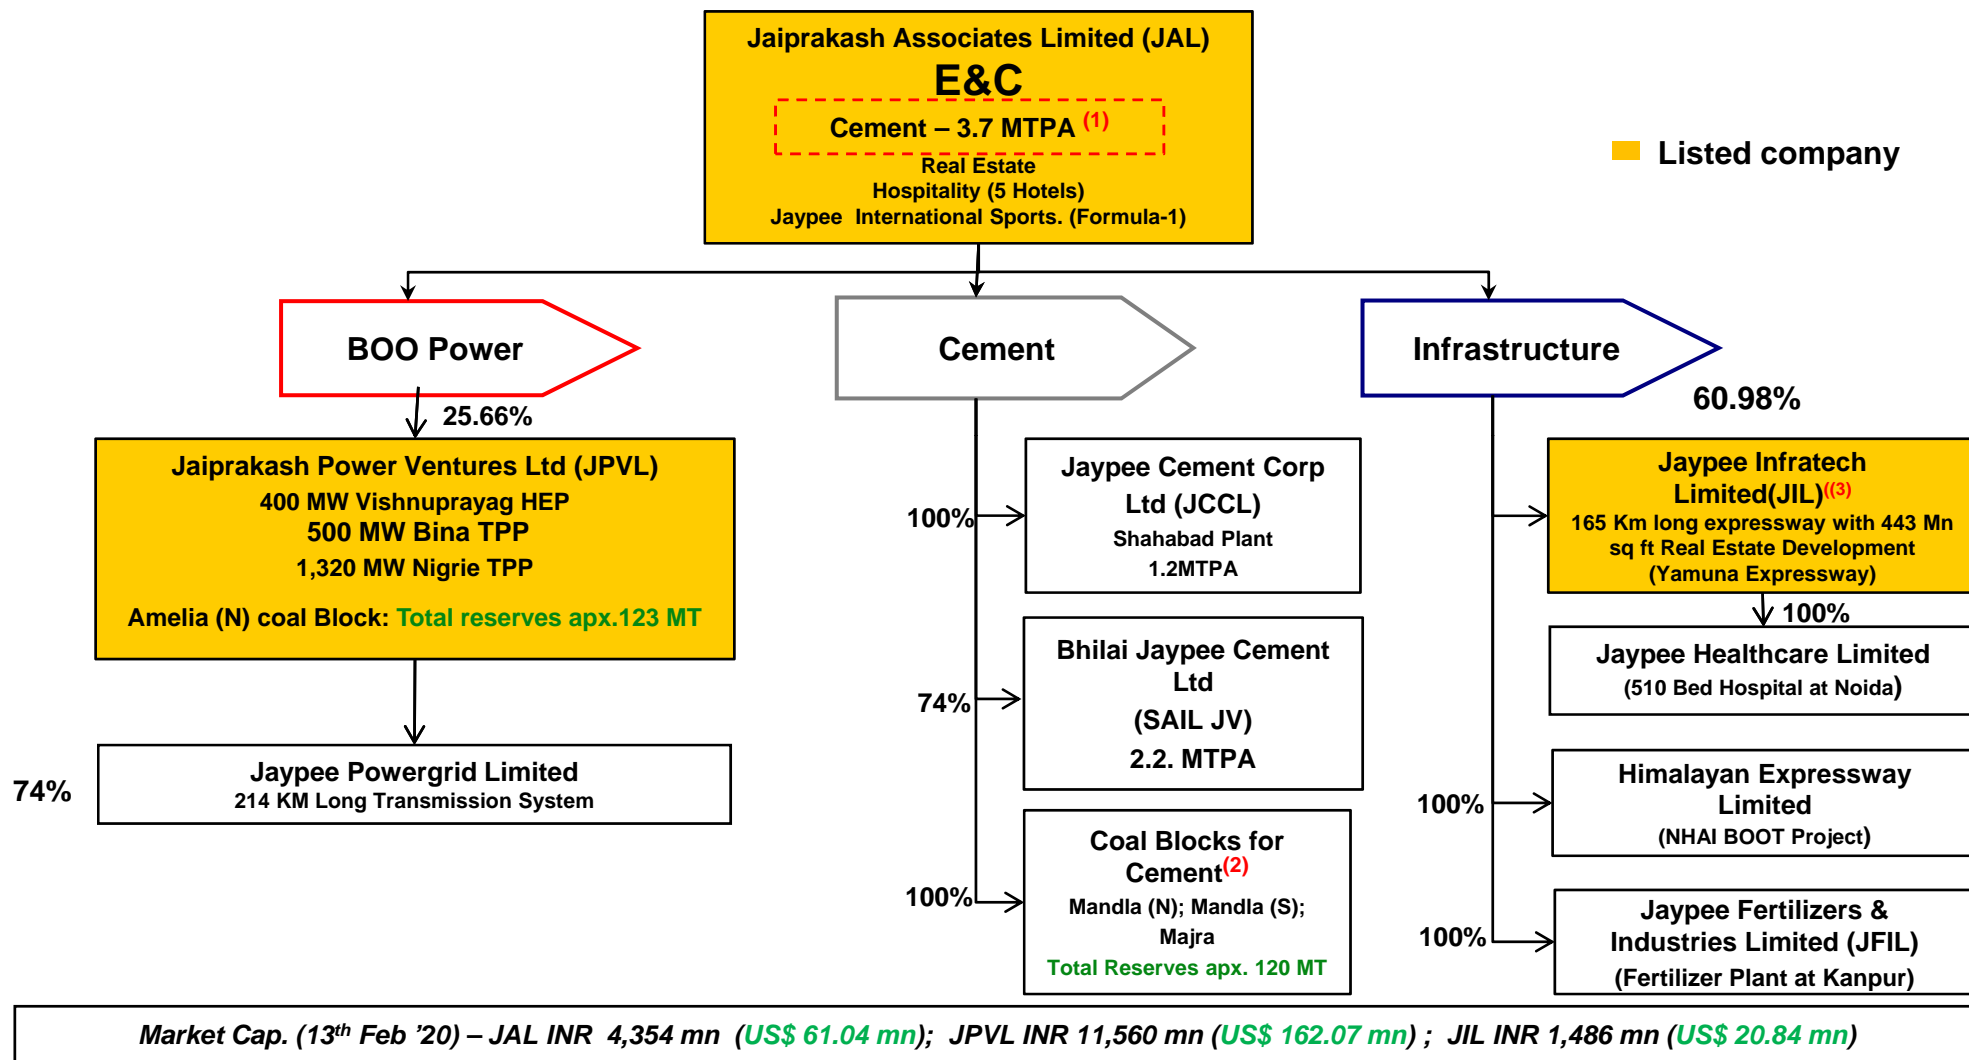 Jaiprakash Associates Limited (JAL)
E&C
Cement – 3.7 MTPA (1)
Real Estate
Hospitality (5 Hotels)
Jaypee International Sports. (Formula-1)
Listed company
BOO Power
Cement
Infrastructure
25.66%
60.98%
Jaiprakash Power Ventures Ltd (JPVL)
400 MW Vishnuprayag HEP
500 MW Bina TPP
1,320 MW Nigrie TPP
Amelia (N) coal Block: Total reserves apx.123 MT
74%
Jaypee Powergrid Limited
214 KM Long Transmission System
100%
Jaypee Cement Corp
Ltd (JCCL)
Shahabad Plant
1.2MTPA
74%
Bhilai Jaypee Cement
Ltd
(SAIL JV)
2.2. MTPA
100%
Coal Blocks for
Cement(2)
Mandla (N); Mandla (S);
Majra
Total Reserves apx. 120 MT
Jaypee Infratech
Limited(JIL)((3)
165 Km long expressway with 443 Mn
sq ft Real Estate Development
(Yamuna Expressway)
100%
Jaypee Healthcare Limited
(510 Bed Hospital at Noida)
100%
Himalayan Expressway
Limited
(NHAI BOOT Project)
100%
Jaypee Fertilizers &
Industries Limited (JFIL)
(Fertilizer Plant at Kanpur)
Market Cap. (13th Feb '20) – JAL INR 4,354 mn (US$ 61.04 mn); JPVL INR 11,560 mn (US$ 162.07 mn) ; JIL INR 1,486 mn (US$ 20.84 mn)